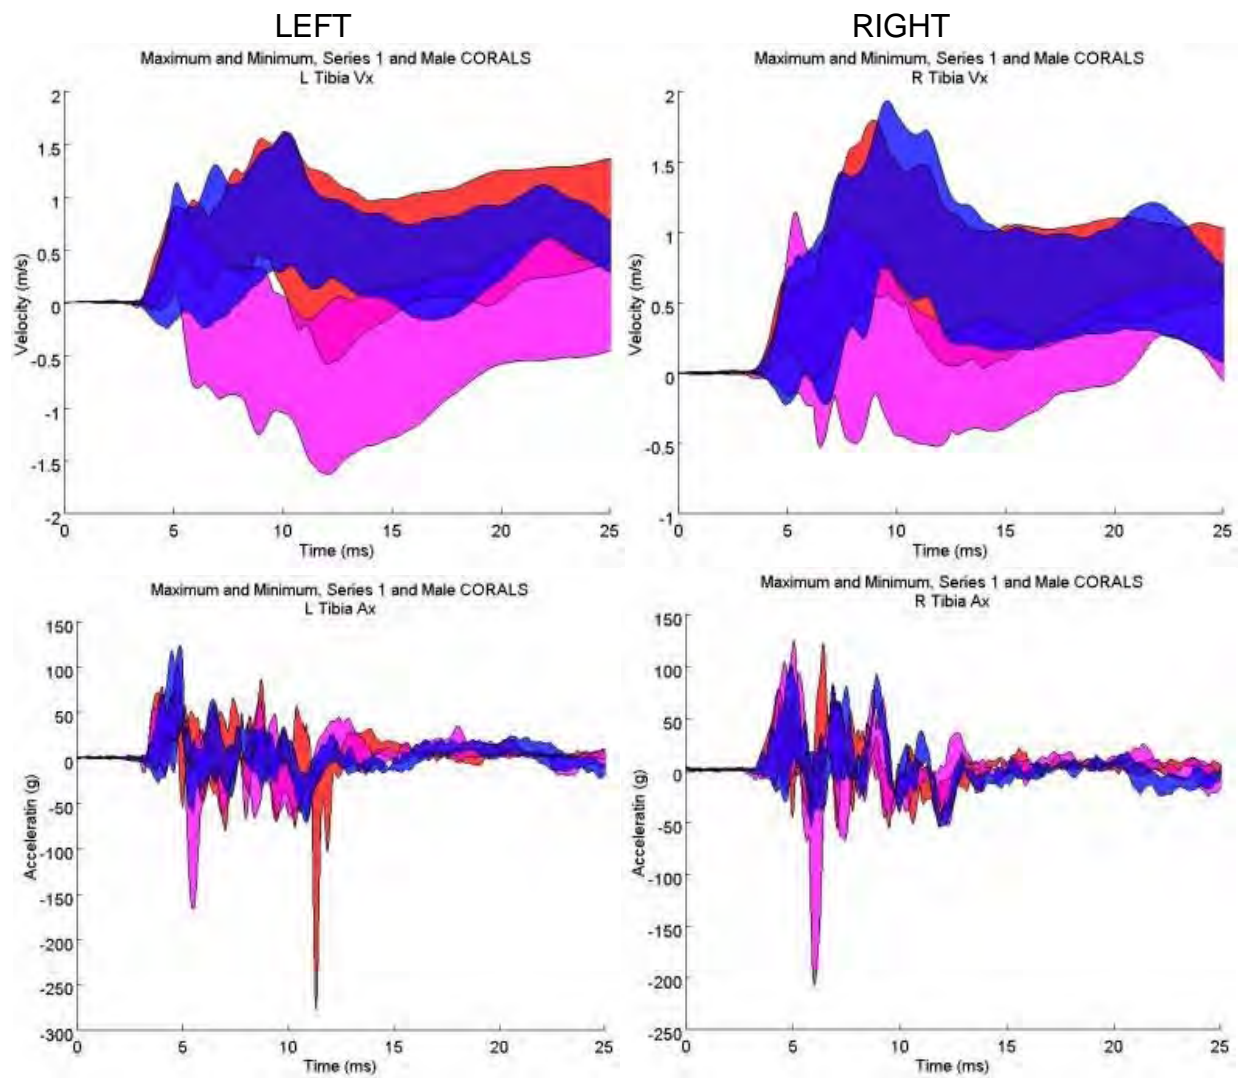 LEFT
RIGHT
Maximum and Minimum, Series 1 and Male CORALS
L Tibia Vx
2
1.5
1
0.5
0
-0.5
-1
-1.5
-2
Velocity (m/s)
0 5 10 15 20 25
Time (ms)
Maximum and Minimum, Series 1 and Male CORALS
R Tibia Vx
2
1.5
1
0.5
0
-0.5
-1
Velocity (m/s)
0 5 10 15 20 25
Time (ms)
Maximum and Minimum, Series 1 and Male CORALS
L Tibia Ax
150
100
50
0
-50
-100
-150
-200
-250
-300
Acceleratin (g)
0 5 10 15 20 25
Time (ms)
Maximum and Minimum, Series 1 and Male CORALS
R Tibia Ax
150
100
50
0
-50
-100
-150
-200
-250
Acceleratin (g)
0 5 10 15 20 25
Time (ms)